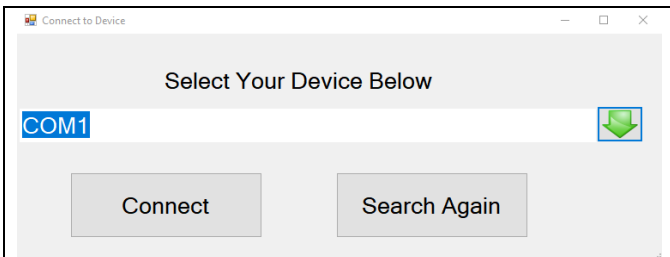 Connect to Device
Select Your Device Below
COM1
Connect
Search Again